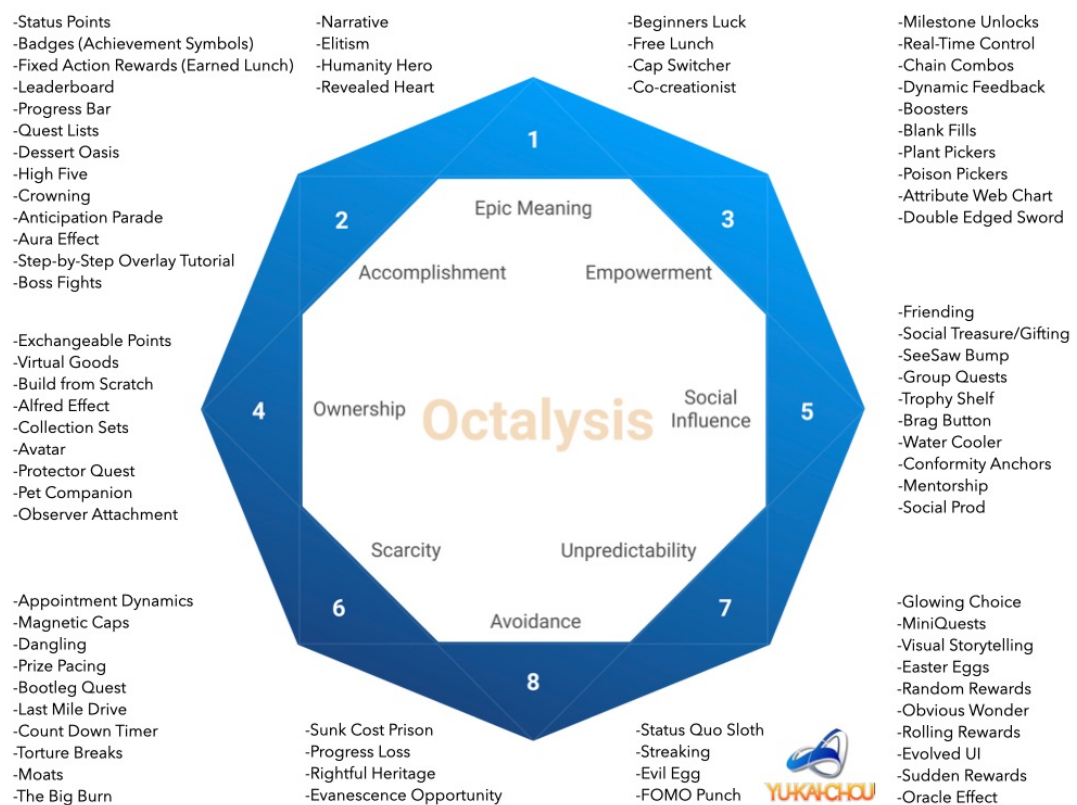 -Status Points
-Badges (Achievement Symbols)
-Fixed Action Rewards (Earned Lunch)
-Leaderboard
-Progress Bar
-Quest Lists
-Dessert Oasis
-High Five
-Crowning
-Anticipation Parade
-Aura Effect
-Step-by-Step Overlay Tutorial
-Boss Fights
-Narrative
-Elitism
-Humanity Hero
-Revealed Heart
-Beginners Luck
-Free Lunch
-Cap Switcher
-Co-creationist
-Milestone Unlocks
-Real-Time Control
-Chain Combos
-Dynamic Feedback
-Boosters
-Blank Fills
-Plant Pickers
-Poison Pickers
-Attribute Web Chart
-Double Edged Sword
1
Epic Meaning
2
Accomplishment
3
Empowerment
-Exchangeable Points
-Virtual Goods
-Build from Scratch
-Alfred Effect
-Collection Sets
-Avatar
-Protector Quest
-Pet Companion
-Observer Attachment
4
Ownership
Octalysis
Social
Influence
5
-Friending
-Social Treasure/Gifting
-SeeSaw Bump
-Group Quests
-Trophy Shelf
-Brag Button
-Water Cooler
-Conformity Anchors
-Mentorship
-Social Prod
Scarcity
6
Unpredictability
7
Avoidance
8
-Appointment Dynamics
-Magnetic Caps
-Dangling
-Prize Pacing
-Bootleg Quest
-Last Mile Drive
-Count Down Timer
-Torture Breaks
-Moats
-The Big Burn
-Sunk Cost Prison
-Progress Loss
-Rightful Heritage
-Evanescence Opportunity
-Status Quo Sloth
-Streaking
-Evil Egg
-FOMO Punch
YU-KAI CHOU
-Glowing Choice
-MiniQuests
-Visual Storytelling
-Easter Eggs
-Random Rewards
-Obvious Wonder
-Rolling Rewards
-Evolved UI
-Sudden Rewards
-Oracle Effect